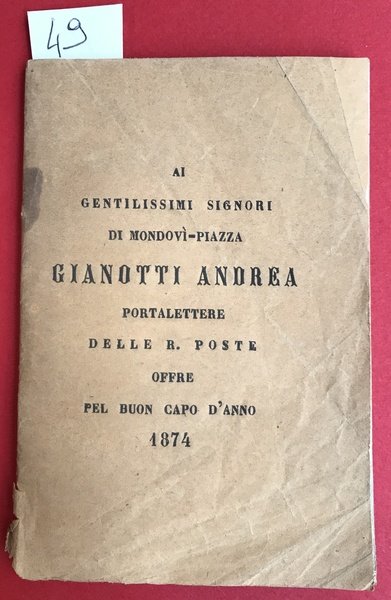 49
AI
GENTILISSIMI SIGNORI
DI MONDOVÌ-PIAZZA
GIANOTTI ANDREA
PORTALETTERE
DELLE R. POSTE
OFFRE
PEL BUON CAPO D'ANNO
1874